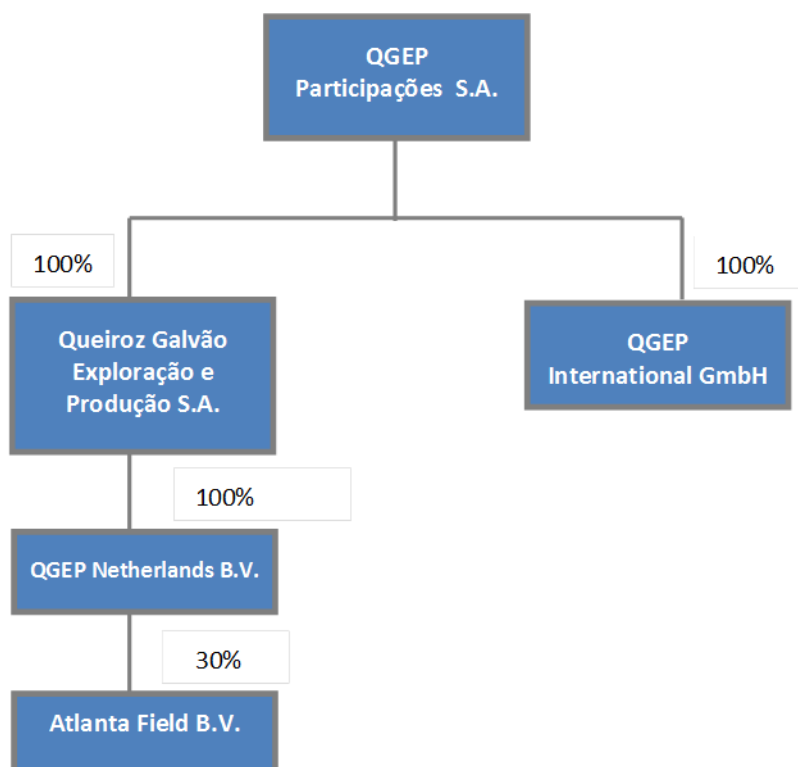 QGEP
Participações S.A.
100%
100%
Queiroz Galvão
Exploração e
Produção S.A.
QGEP
International GmbH
100%
QGEP Netherlands B.V.
30%
Atlanta Field B.V.